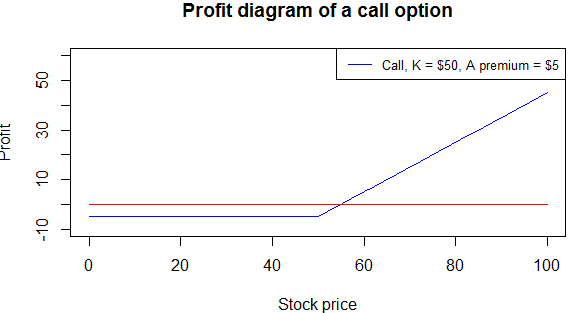 Profit diagram of a call option
Call, K = $50, A premium = $5
Profit
50
30
10
-10
0 20 40 60 80 100
Stock price